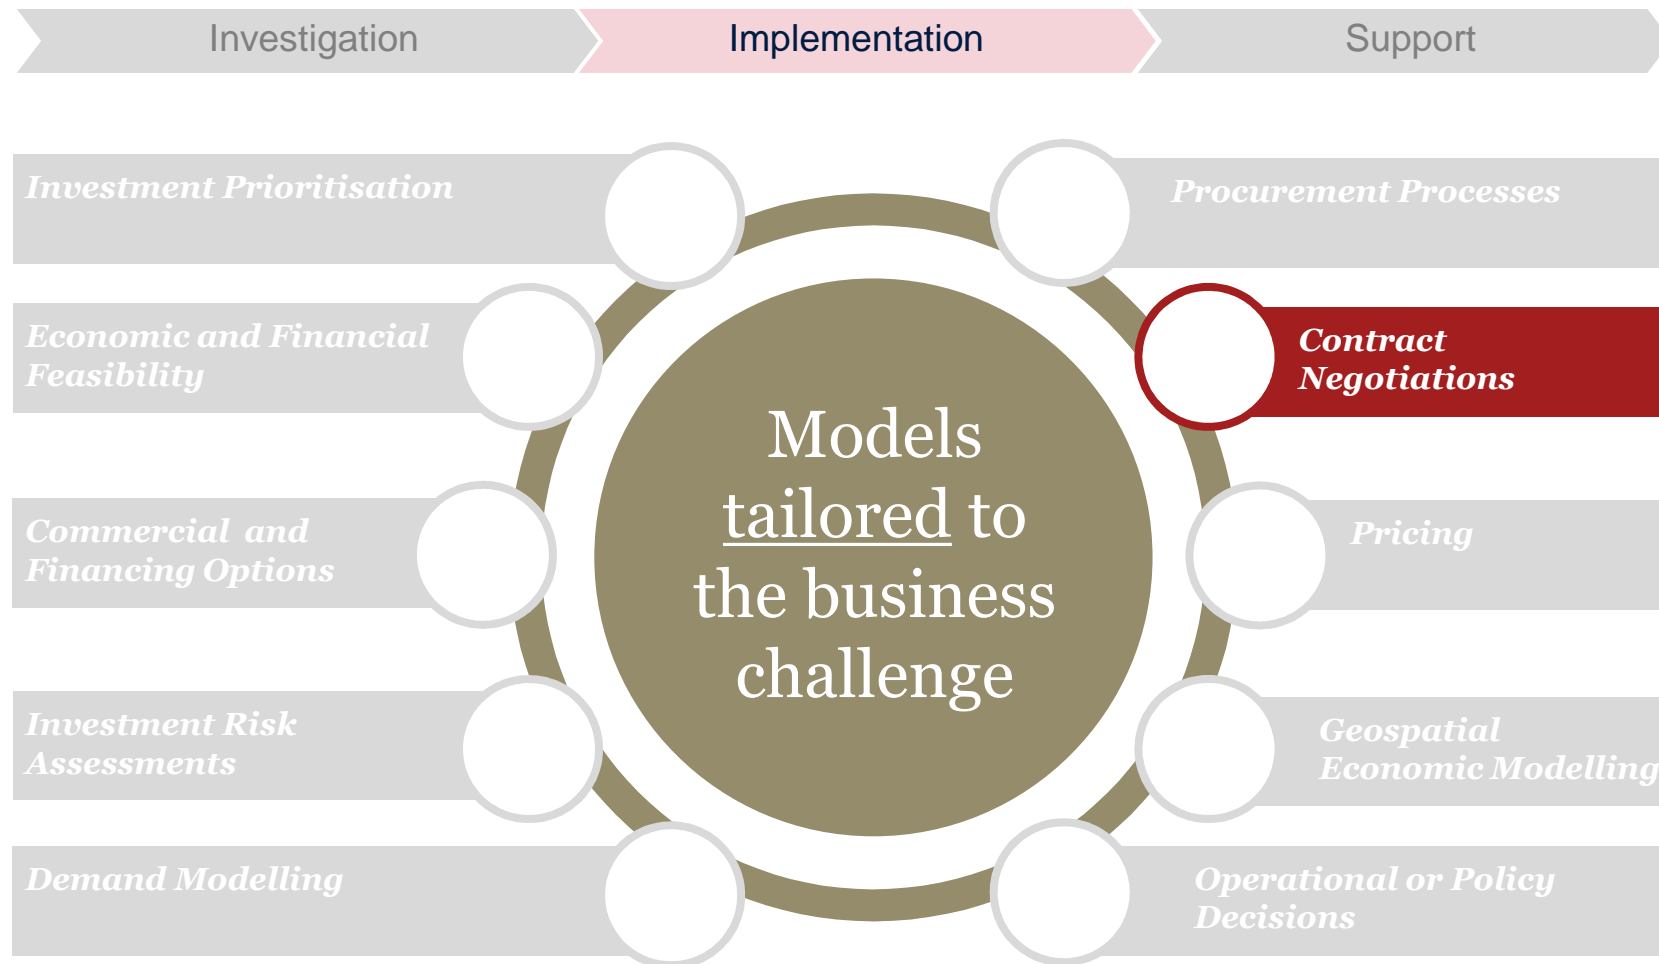 Investigation
Implementation
Support
Investment Prioritisation
Economic and Financial
Feasibility
Commercial  and
Financing Options
Investment Risk
Assessments
Demand Modelling
Models
tailored to
the business
challenge
Procurement Processes
Contract
Negotiations
Pricing
Geospatial
Economic Modelling
Operational or Policy
Decisions